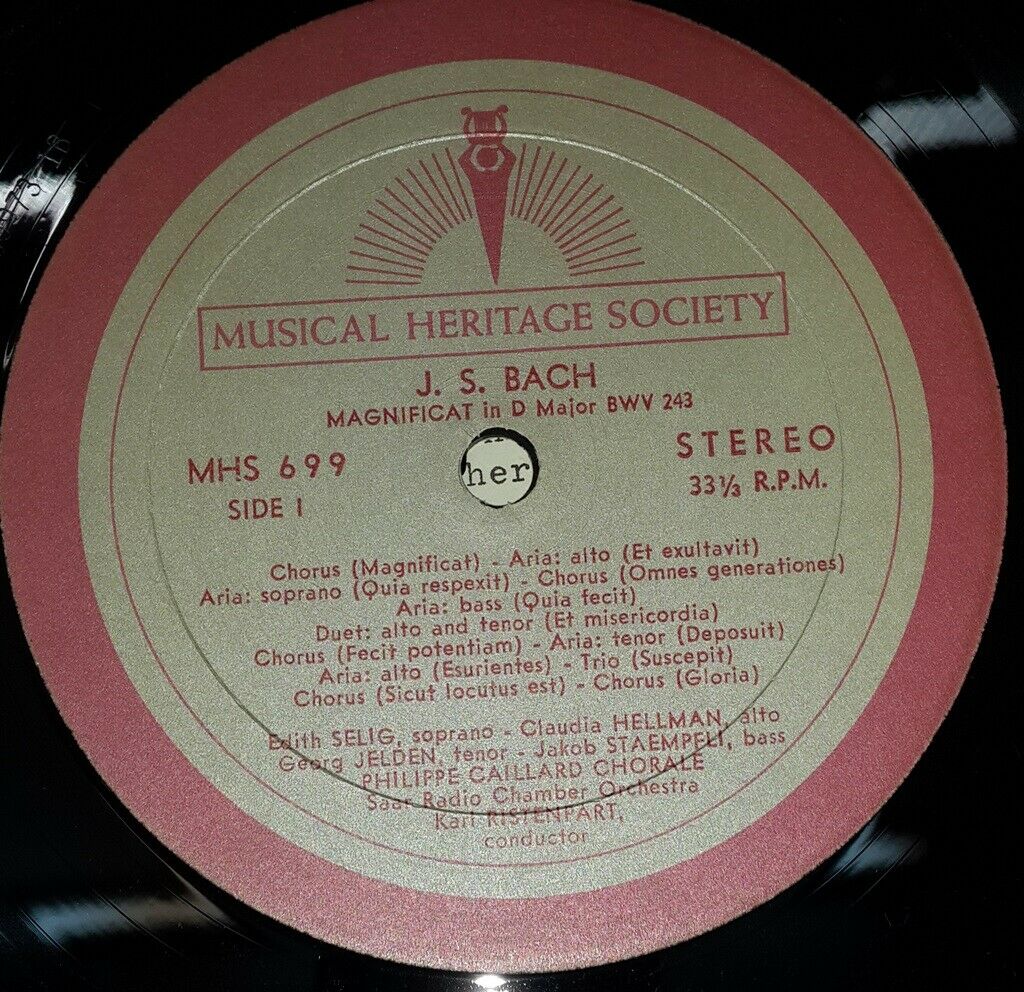 MUSICAL HERITAGE SOCIETY
J. S. BACH
MAGNIFICAT in D Major BWV 243
MHS 699
SIDE 1
STEREO
33⅓ R.P.M.
her
Chorus (Magnificat) - Aria: alto (Et exultavit)
Aria: soprano (Quia respexit) - Chorus (Omnes generationes)
Aria: bass (Quia fecit)
Duet: alto and tenor (Et misericordia)
Chorus (Fecit potentiam) - Aria: tenor (Deposuit)
Aria: alto (Esurientes) - Trio (Suscepit)
Chorus (Sicut locutus est) - Chorus (Gloria)
Edith SELIG, soprano - Claudia HELLMAN, alto
Georg JELDEN, tenor - Jakob STAEMPFLI, bass
PHILIPPE CAILLARD CHORALE
Saar Radio Chamber Orchestra
Karl RISTENPART,
conductor